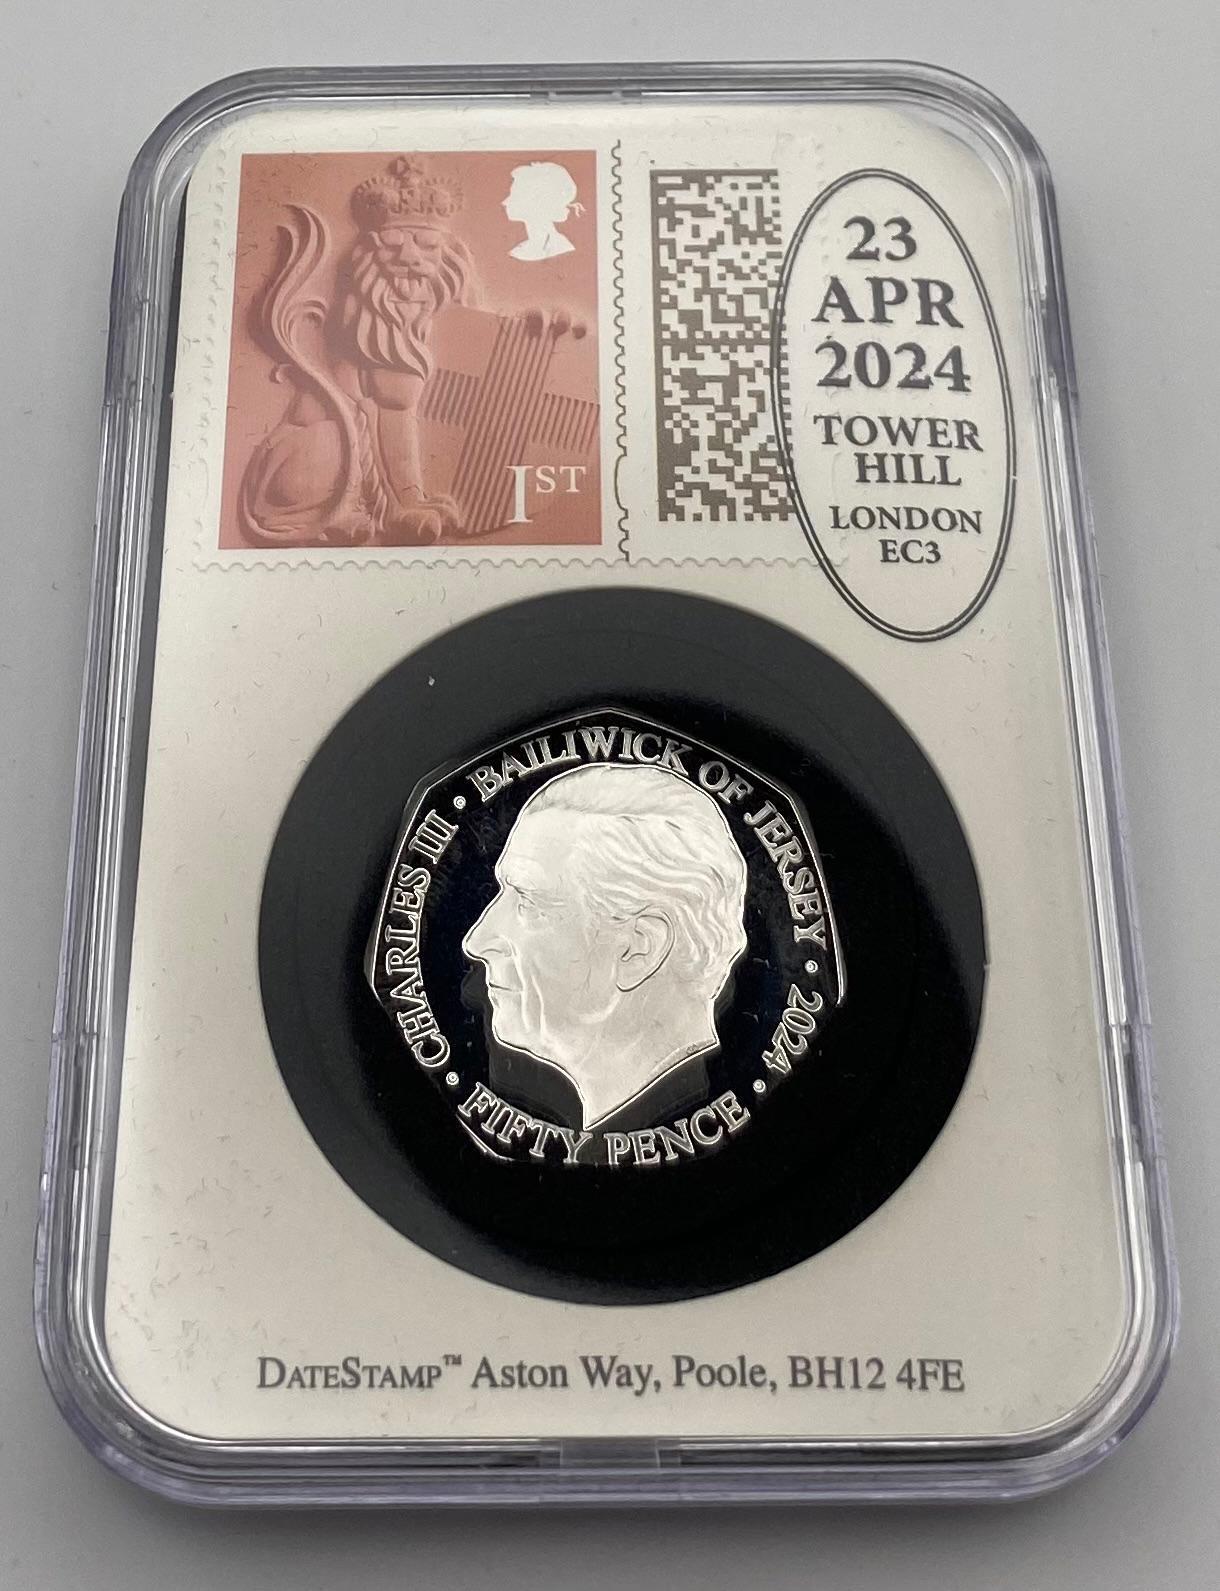 1ST
23
APR
2024
TOWER
HILL
LONDON
EC3
CHARLES III • BAILIWICK OF JERSEY • 2024 • FIFTY PENCE •
DATESTAMP™ Aston Way, Poole, BH12 4FE